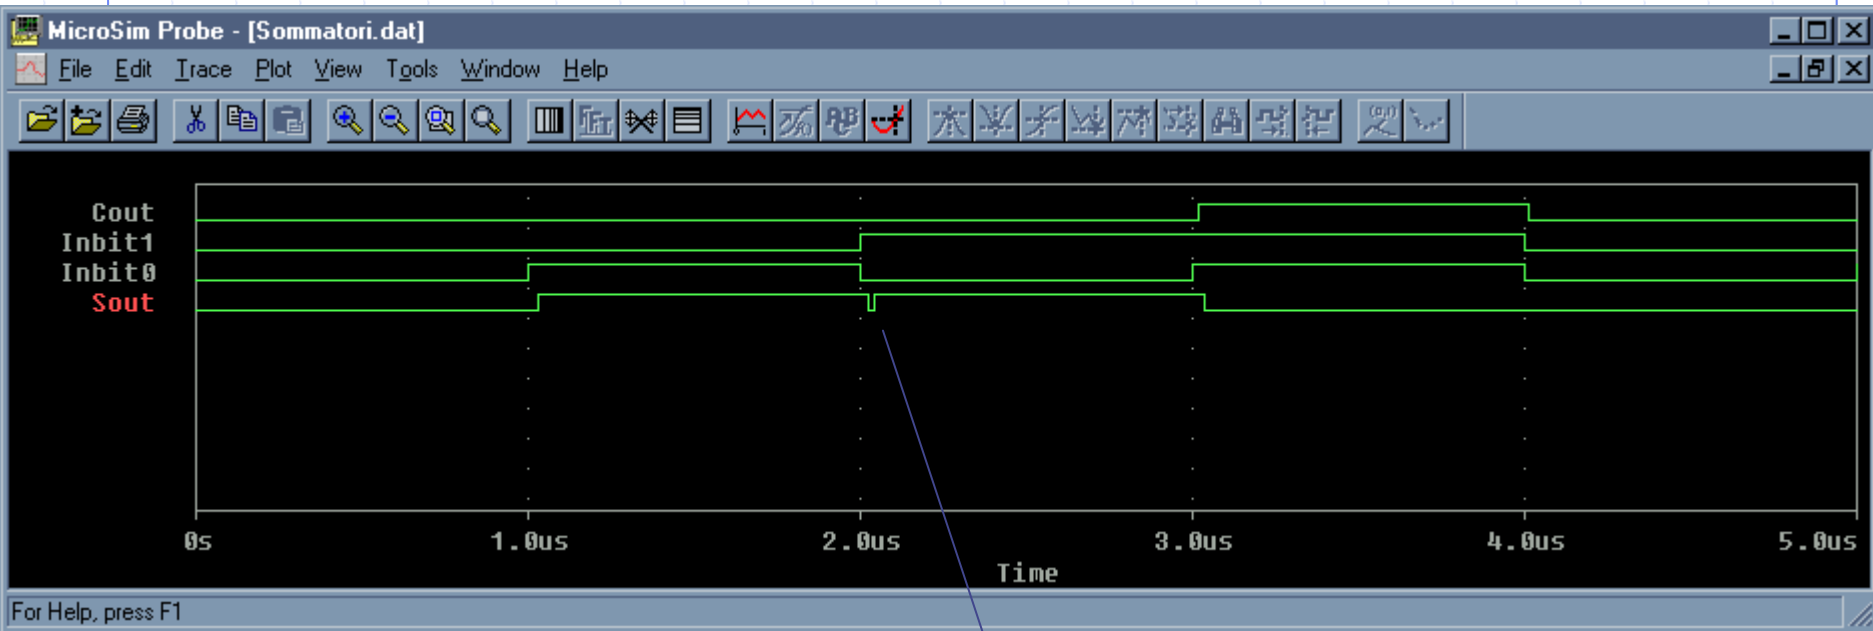 MicroSim Probe - [Sommatori.dat]
File Edit Trace Plot View Tools Window Help
Cout
Inbit1
Inbit0
Sout
0s 1.0us 2.0us 3.0us 4.0us 5.0us
Time
For Help, press F1